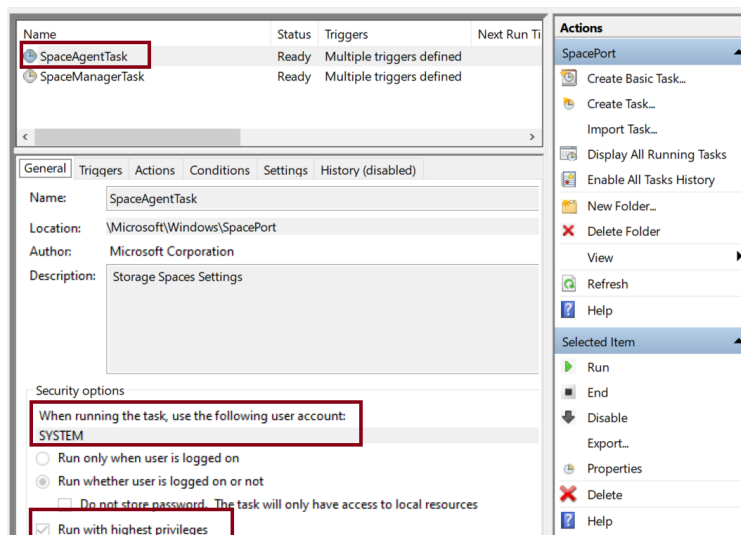 Name Status Triggers Next Run Ti
SpaceAgentTask Ready Multiple triggers defined
SpaceManagerTask Ready Multiple triggers defined
General Triggers Actions Conditions Settings History (disabled)
Name: SpaceAgentTask
Location: \Microsoft\Windows\SpacePort
Author: Microsoft Corporation
Description: Storage Spaces Settings
Security options
When running the task, use the following user account:
SYSTEM
Run only when user is logged on
Run whether user is logged on or not
Do not store password. The task will only have access to local resources
Run with highest privileges
Actions
SpacePort
Create Basic Task...
Create Task...
Import Task...
Display All Running Tasks
Enable All Tasks History
New Folder...
Delete Folder
View
Refresh
Help
Selected Item
Run
End
Disable
Export...
Properties
Delete
Help